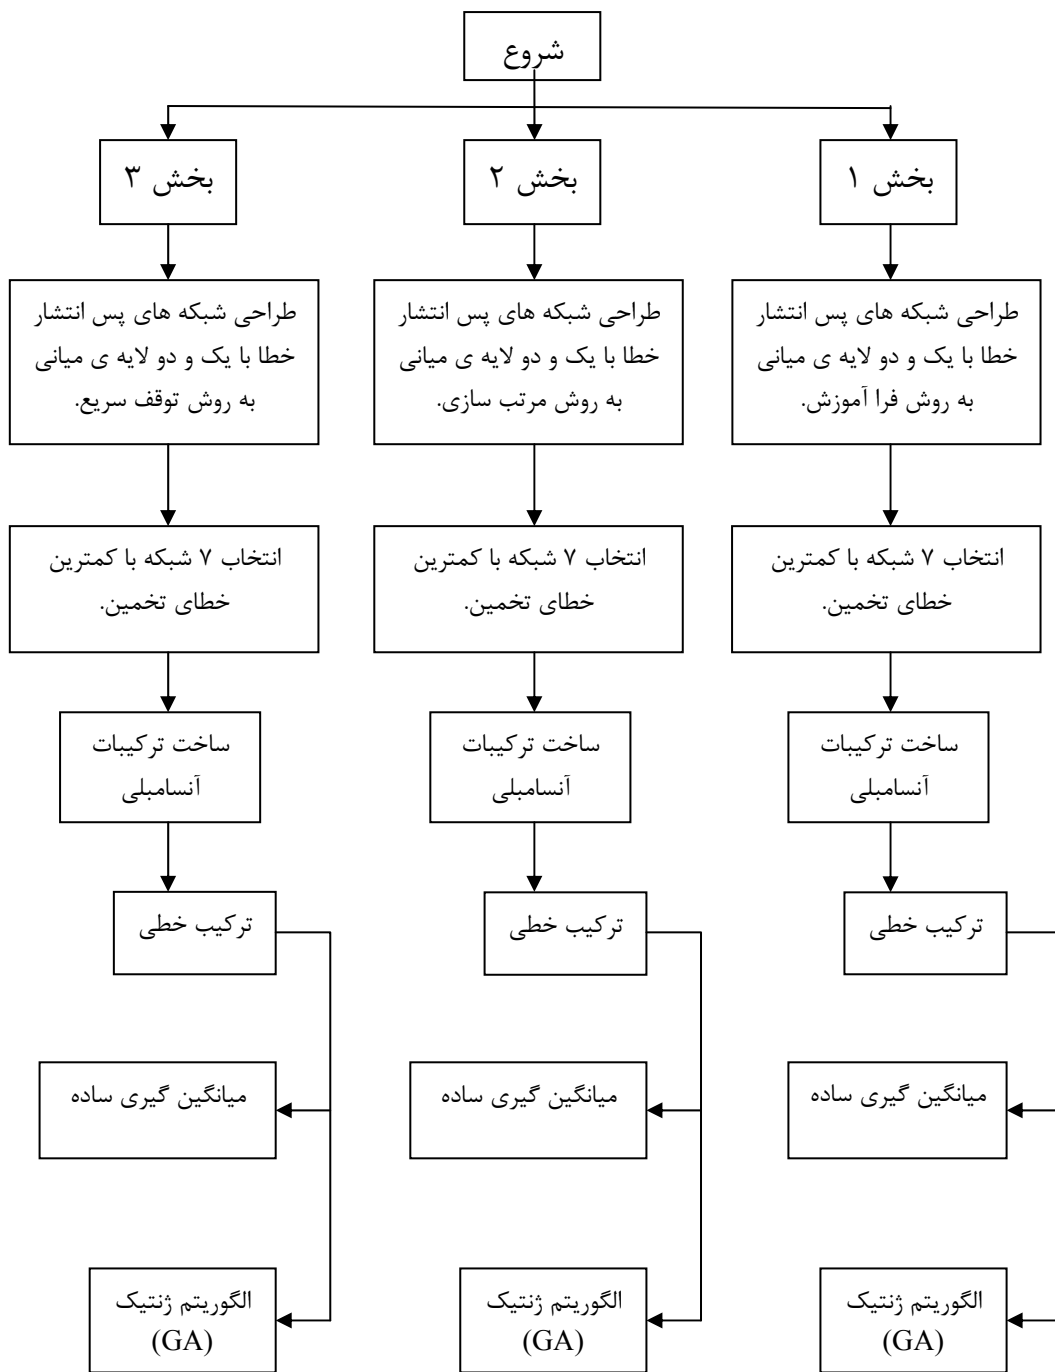 شروع
بخش ۱
بخش ۲
بخش ۳
طراحی شبکه های پس انتشار
خطا با یک و دو لایه ی میانی
به روش فرا آموزش.
طراحی شبکه های پس انتشار
خطا با یک و دو لایه ی میانی
به روش مرتب سازی.
طراحی شبکه های پس انتشار
خطا با یک و دو لایه ی میانی
به روش توقف سریع.
انتخاب ۷ شبکه با کمترین
خطای تخمین.
انتخاب ۷ شبکه با کمترین
خطای تخمین.
انتخاب ۷ شبکه با کمترین
خطای تخمین.
ساخت ترکیبات
آنسامبلی
ساخت ترکیبات
آنسامبلی
ساخت ترکیبات
آنسامبلی
ترکیب خطی
ترکیب خطی
ترکیب خطی
میانگین گیری ساده
میانگین گیری ساده
میانگین گیری ساده
الگوریتم ژنتیک
(GA)
الگوریتم ژنتیک
(GA)
الگوریتم ژنتیک
(GA)